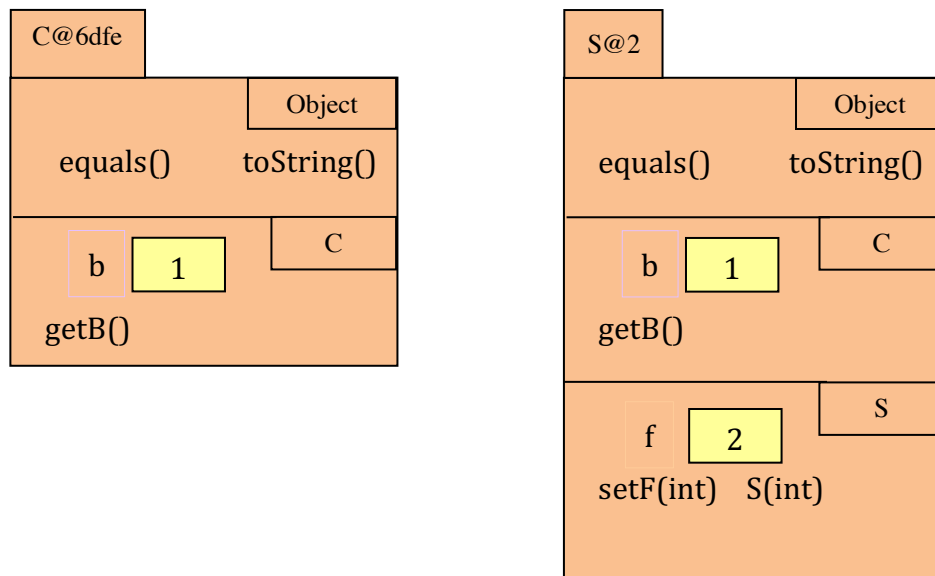 C@6dfe
Object
equals() toString()
C
b 1
getB()
S@2
Object
equals() toString()
C
b 1
getB()
S
f 2
setF(int) S(int)